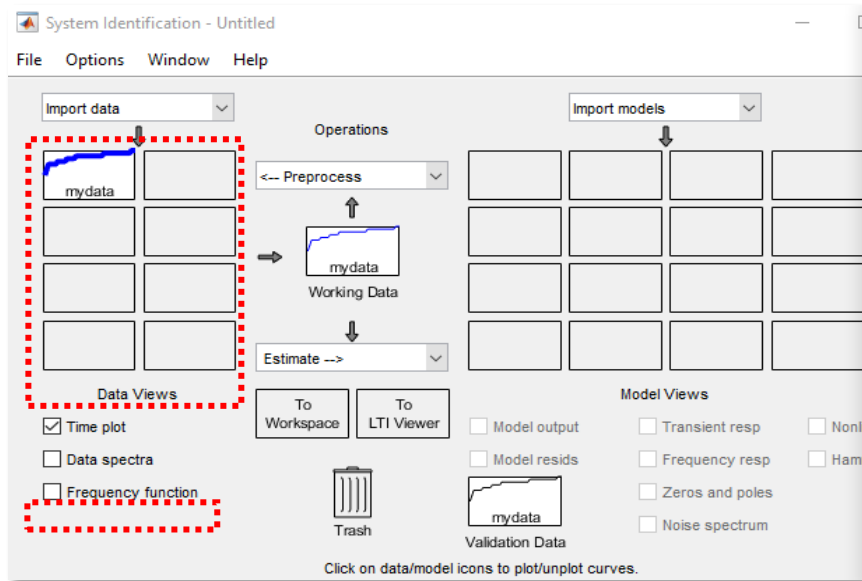 System Identification - Untitled
File Options Window Help
Import data
Import models
Operations
mydata
<-- Preprocess
mydata
Working Data
Estimate -->
Data Views
Model Views
To Workspace
To LTI Viewer
Time plot
Model output
Transient resp
Nonl
Data spectra
Model resids
Frequency resp
Ham
Frequency function
Zeros and poles
mydata
Noise spectrum
Trash
Validation Data
Click on data/model icons to plot/unplot curves.